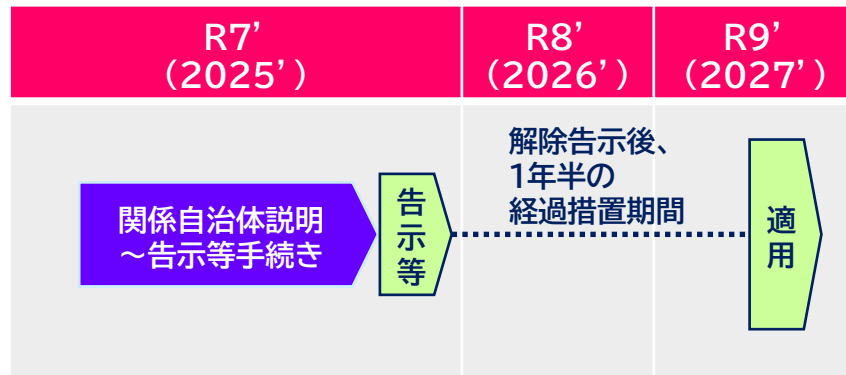 R7’
（2025’）
R8’
（2026’）
R9’
（2027’）
関係自治体説明
～告示等手続き
告示等
解除告示後、
1年半の
経過措置期間
適用